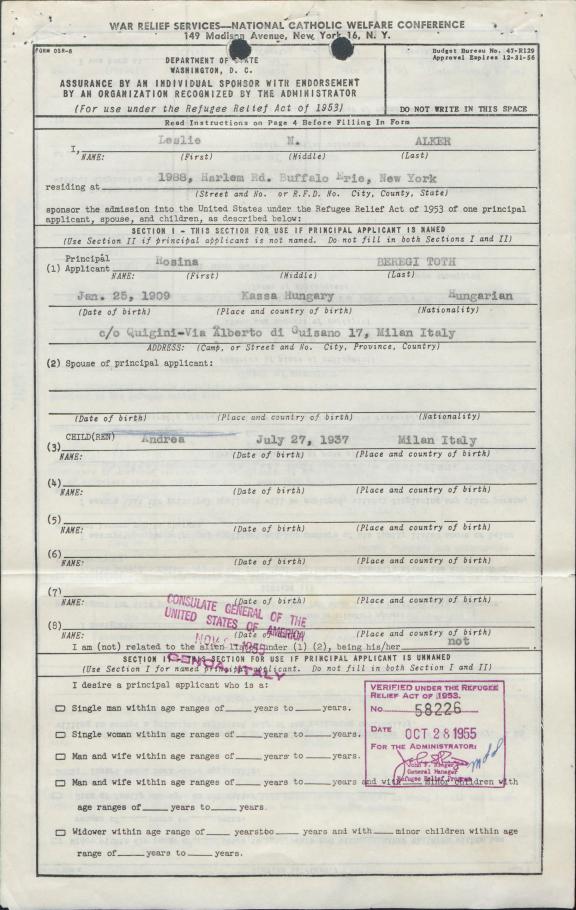 WAR RELIEF SERVICES—NATIONAL CATHOLIC WELFARE CONFERENCE
149 Madison Avenue, New York 16, N. Y.
FORM DSR-6
Budget Bureau No. 47-R129
Approval Expires 12-31-56
DEPARTMENT OF STATE
WASHINGTON, D. C.
ASSURANCE BY AN INDIVIDUAL SPONSOR WITH ENDORSEMENT
BY AN ORGANIZATION RECOGNIZED BY THE ADMINISTRATOR
(For use under the Refugee Relief Act of 1953)
DO NOT WRITE IN THIS SPACE
Read Instructions on Page 4 Before Filling In Form
I, Leslie N. ALKER
NAME: (First) (Middle) (Last)
residing at 1988, Harlem Rd. Buffalo Erie, New York
(Street and No. or R.F.D. No. City, County, State)
sponsor the admission into the United States under the Refugee Relief Act of 1953 of one principal
applicant, spouse, and children, as described below:
SECTION I - THIS SECTION FOR USE IF PRINCIPAL APPLICANT IS NAMED
(Use Section II if principal applicant is not named. Do not fill in both Sections I and II)
(1) Principal Applicant Rosina BEREGI TOTH
NAME: (First) (Middle) (Last)
Jan. 25, 1909 Kassa Hungary Hungarian
(Date of birth) (Place and country of birth) (Nationality)
c/o Quigini-Via Alberto di Guisano 17, Milan Italy
ADDRESS: (Camp, or Street and No. City, Province, Country)
(2) Spouse of principal applicant:
(Date of birth) (Place and country of birth) (Nationality)
CHILD(REN)
(3) Andrea July 27, 1937 Milan Italy
NAME: (Date of birth) (Place and country of birth)
(4)
NAME: (Date of birth) (Place and country of birth)
(5)
NAME: (Date of birth) (Place and country of birth)
(6)
NAME: (Date of birth) (Place and country of birth)
(7)
NAME: (Date of birth) (Place and country of birth)
CONSULATE GENERAL OF THE
UNITED STATES OF AMERICA
NOV 1955
GENOA, ITALY
(8)
NAME: (Date of birth) (Place and country of birth)
I am (not) related to the alien listed under (1) (2), being his/her not .
SECTION II - SECTION FOR USE IF PRINCIPAL APPLICANT IS UNNAMED
(Use Section I for named principal applicant. Do not fill in both Section I and II)
I desire a principal applicant who is a:
VERIFIED UNDER THE REFUGEE
RELIEF ACT OF 1953.
No. 58226
DATE OCT 28 1955
FOR THE ADMINISTRATOR:
General Manager
Refugee Relief Program
Single man within age ranges of years to years.
Single woman within age ranges of years to years.
Man and wife within age ranges of years to years.
Man and wife within age ranges of years to years and with minor children with
age ranges of years to years.
Widower within age range of years to years and with minor children within age
range of years to years.